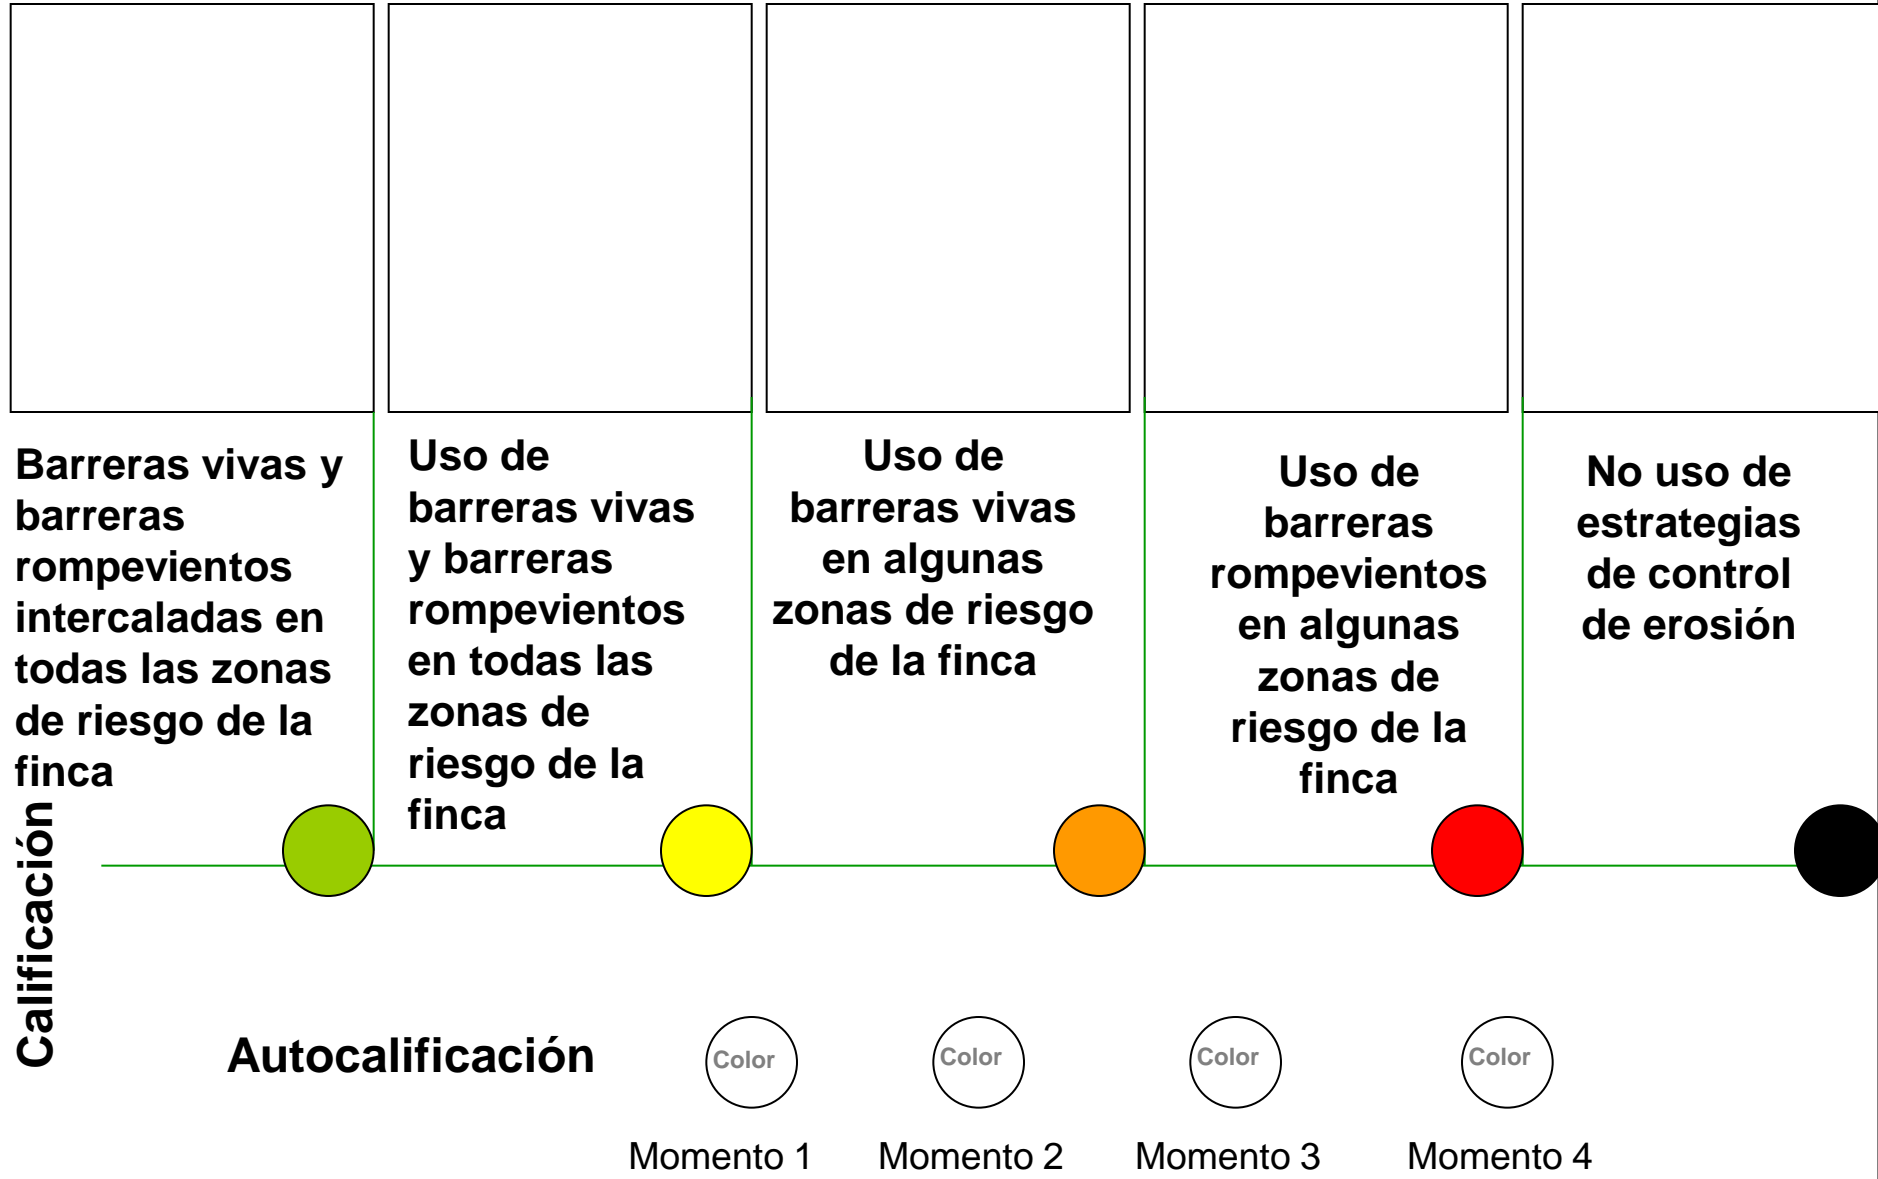 Barreras vivas y
barreras
rompevientos
intercaladas en
todas las zonas
de riesgo de la
finca
Uso de
barreras vivas
y barreras
rompevientos
en todas las
zonas de
riesgo de la
finca
Uso de
barreras vivas
en algunas
zonas de riesgo
de la finca
Uso de
barreras
rompevientos
en algunas
zonas de
riesgo de la
finca
No uso de
estrategias
de control
de erosión
Calificación
Autocalificación
Color
Color
Color
Color
Momento 1
Momento 2
Momento 3
Momento 4